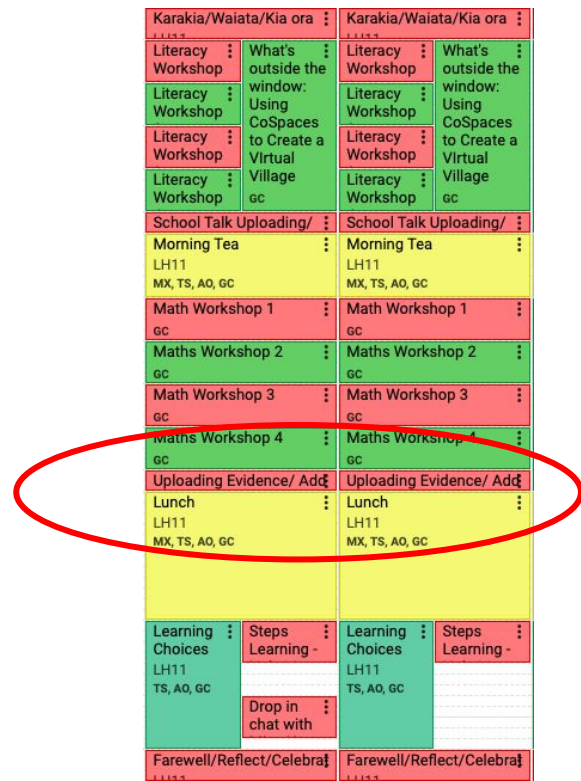 Karakia/Waiata/Kia ora
LH11
Literacy
Workshop
Literacy
Workshop
Literacy
Workshop
Literacy
Workshop
What's
outside the
window:
Using
CoSpaces
to Create a
VIrtual
Village
GC
School Talk Uploading/
Morning Tea
LH11
MX, TS, AO, GC
Math Workshop 1
GC
Maths Workshop 2
GC
Math Workshop 3
GC
Maths Workshop 4
GC
Uploading Evidence/ Add
Lunch
LH11
MX, TS, AO, GC
Learning
Choices
LH11
TS, AO, GC
Steps
Learning -
Drop in
chat with
Farewell/Reflect/Celebrat
LH11
Karakia/Waiata/Kia ora
LH11
Literacy
Workshop
Literacy
Workshop
Literacy
Workshop
Literacy
Workshop
What's
outside the
window:
Using
CoSpaces
to Create a
VIrtual
Village
GC
School Talk Uploading/
Morning Tea
LH11
MX, TS, AO, GC
Math Workshop 1
GC
Maths Workshop 2
GC
Math Workshop 3
GC
Maths Workshop 4
GC
Uploading Evidence/ Add
Lunch
LH11
MX, TS, AO, GC
Learning
Choices
LH11
TS, AO, GC
Steps
Learning -
Farewell/Reflect/Celebrat
LH11